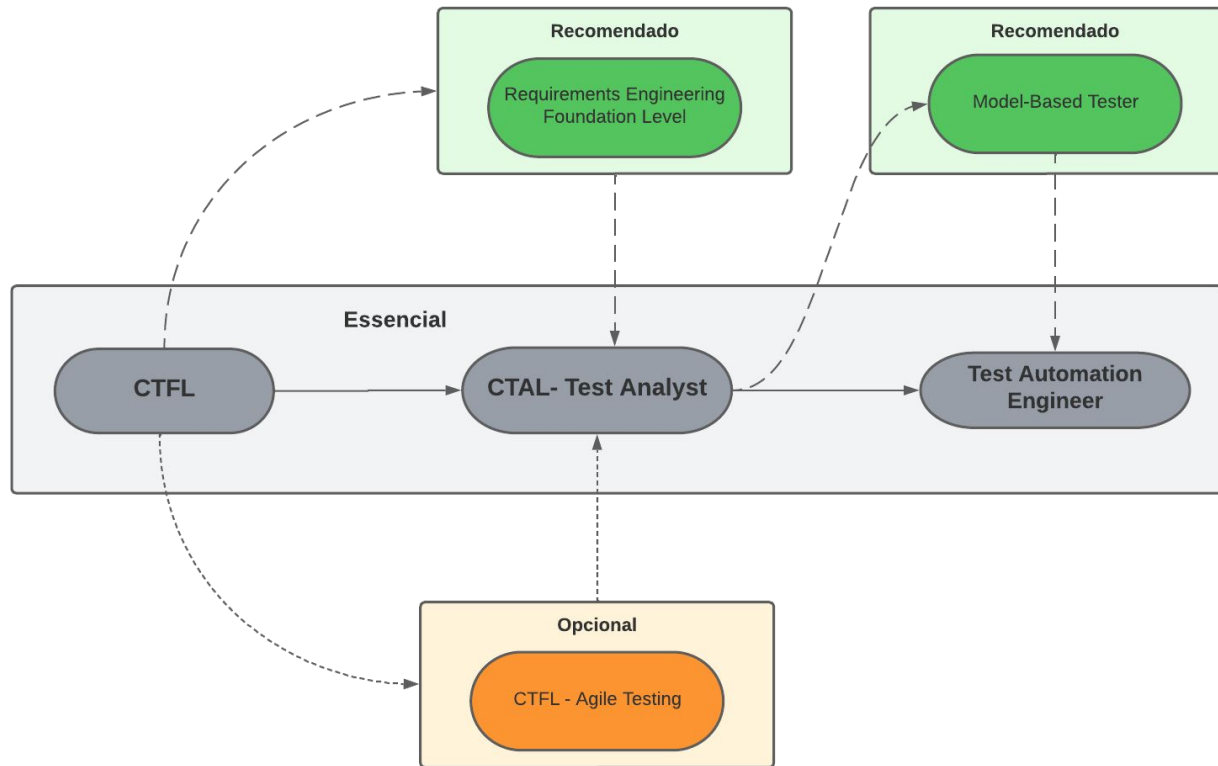 Recomendado
Requirements Engineering
Foundation Level
Recomendado
Model-Based Tester
Essencial
CTFL
CTAL- Test Analyst
Test Automation
Engineer
Opcional
CTFL - Agile Testing